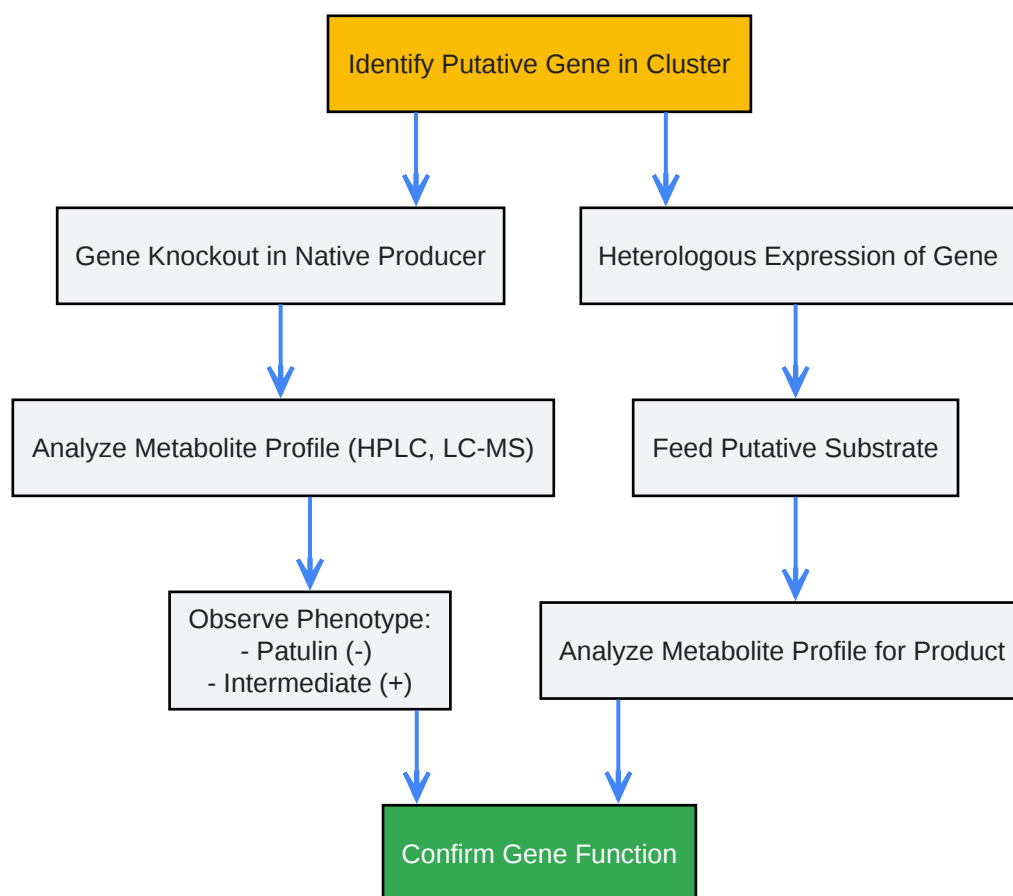 Identify Putative Gene in Cluster
Gene Knockout in Native Producer
Heterologous Expression of Gene
Analyze Metabolite Profile (HPLC, LC-MS)
Feed Putative Substrate
Observe Phenotype:
- Patulin (-)
- Intermediate (+)
Analyze Metabolite Profile for Product
Confirm Gene Function